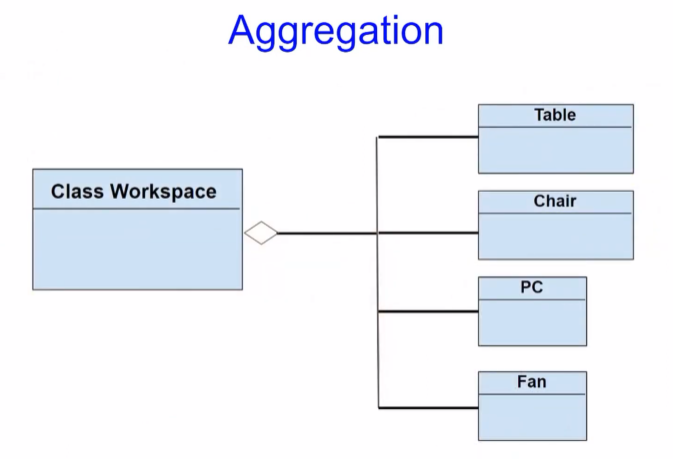 Aggregation
Class Workspace
Table
Chair
PC
Fan